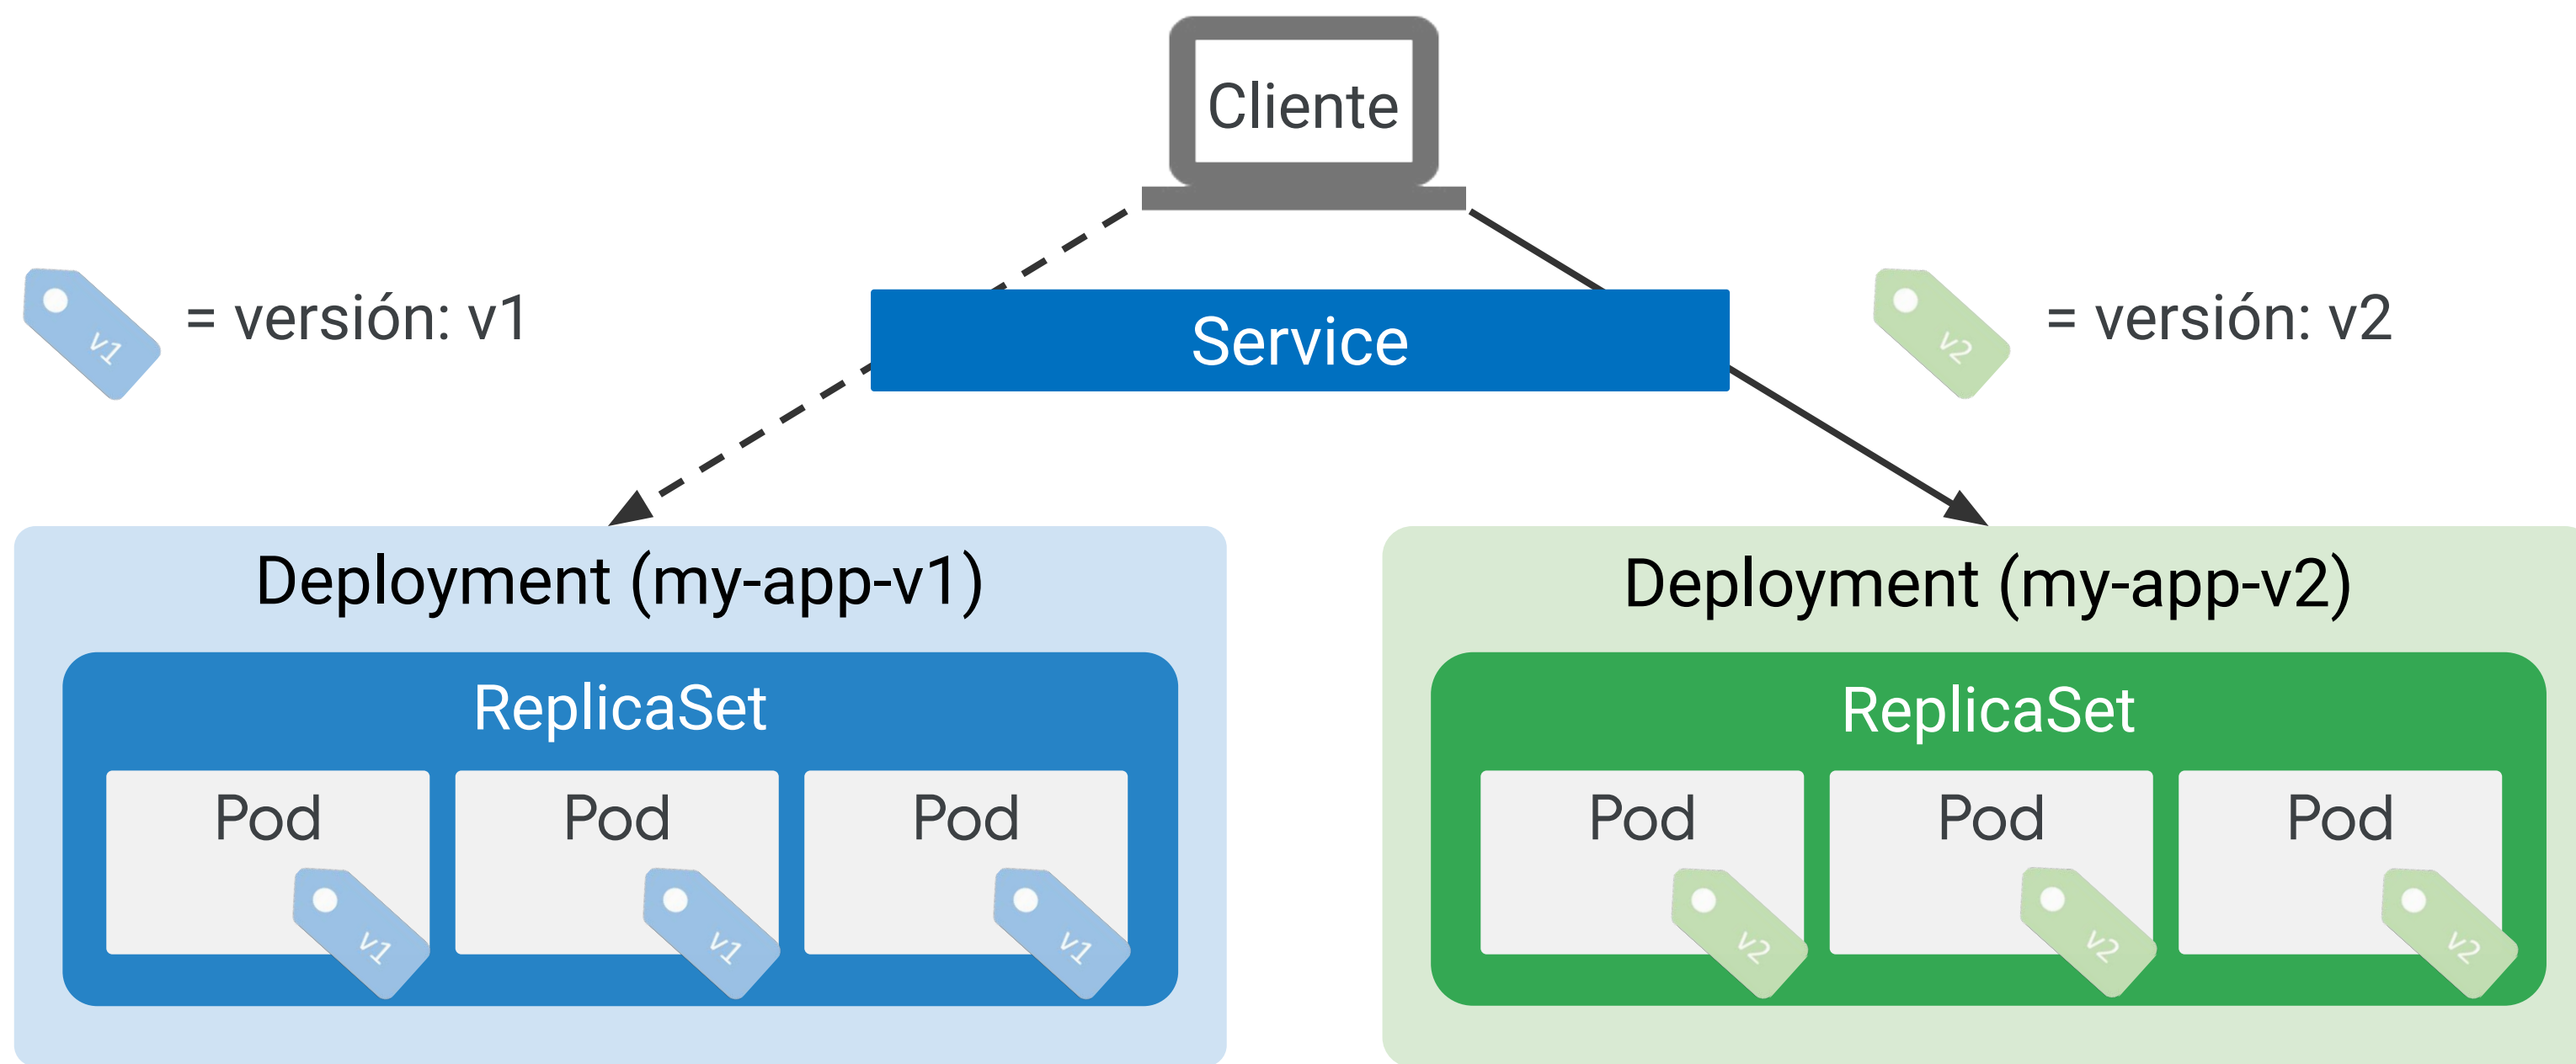 Cliente
v1
= versión: v1
Service
v2
= versión: v2
Deployment (my-app-v1)
ReplicaSet
Pod
v1
Pod
v1
Pod
v1
Deployment (my-app-v2)
ReplicaSet
Pod
v2
Pod
v2
Pod
v2